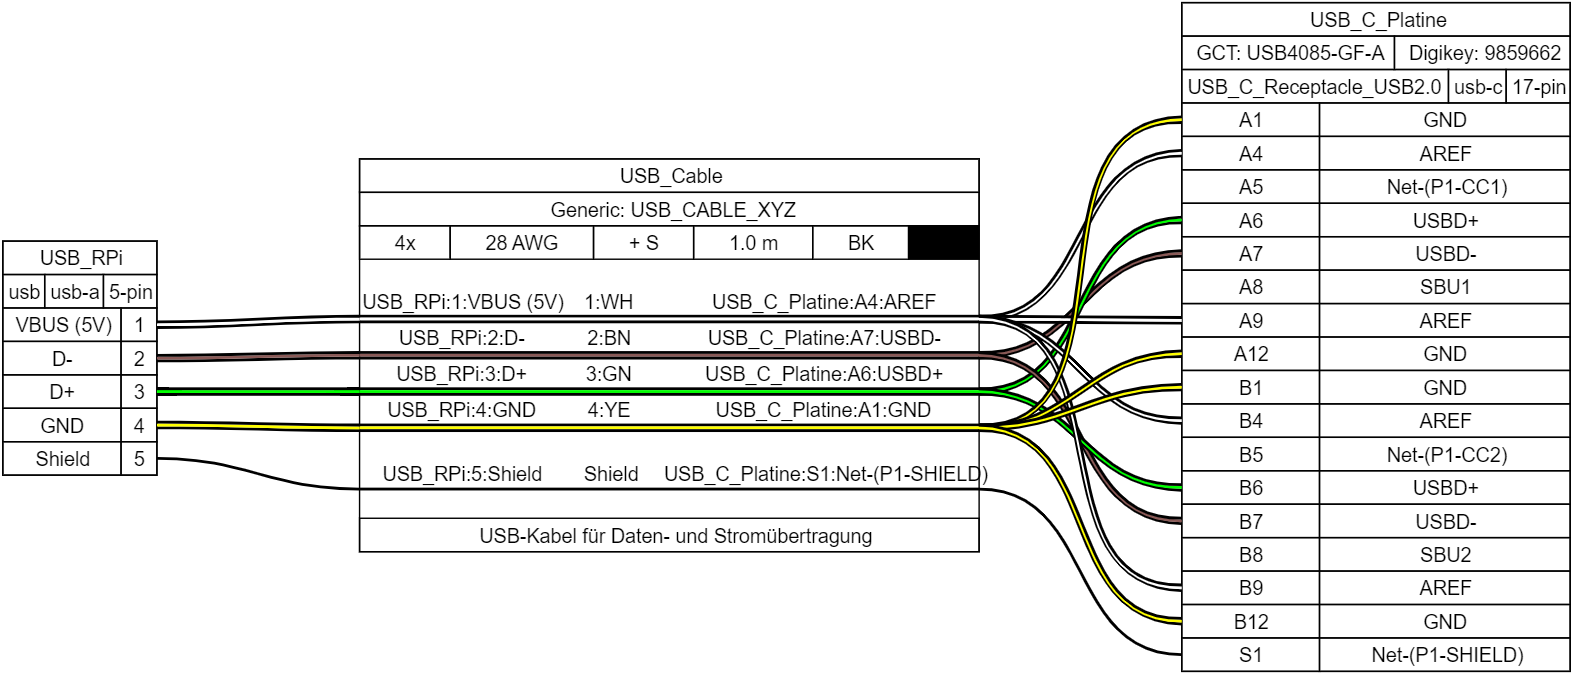 USB_RPi
usb usb-a 5-pin
VBUS (5V) 1
D- 2
D+ 3
GND 4
Shield 5
USB_Cable
Generic: USB_CABLE_XYZ
4x 28 AWG + S 1.0 m BK
USB_RPi:1:VBUS (5V) 1:WH USB_C_Platine:A4:AREF
USB_RPi:2:D- 2:BN USB_C_Platine:A7:USBD-
USB_RPi:3:D+ 3:GN USB_C_Platine:A6:USBD+
USB_RPi:4:GND 4:YE USB_C_Platine:A1:GND
USB_RPi:5:Shield Shield USB_C_Platine:S1:Net-(P1-SHIELD)
USB-Kabel für Daten- und Stromübertragung
USB_C_Platine
GCT: USB4085-GF-A Digikey: 9859662
USB_C_Receptacle_USB2.0 usb-c 17-pin
A1 GND
A4 AREF
A5 Net-(P1-CC1)
A6 USBD+
A7 USBD-
A8 SBU1
A9 AREF
A12 GND
B1 GND
B4 AREF
B5 Net-(P1-CC2)
B6 USBD+
B7 USBD-
B8 SBU2
B9 AREF
B12 GND
S1 Net-(P1-SHIELD)